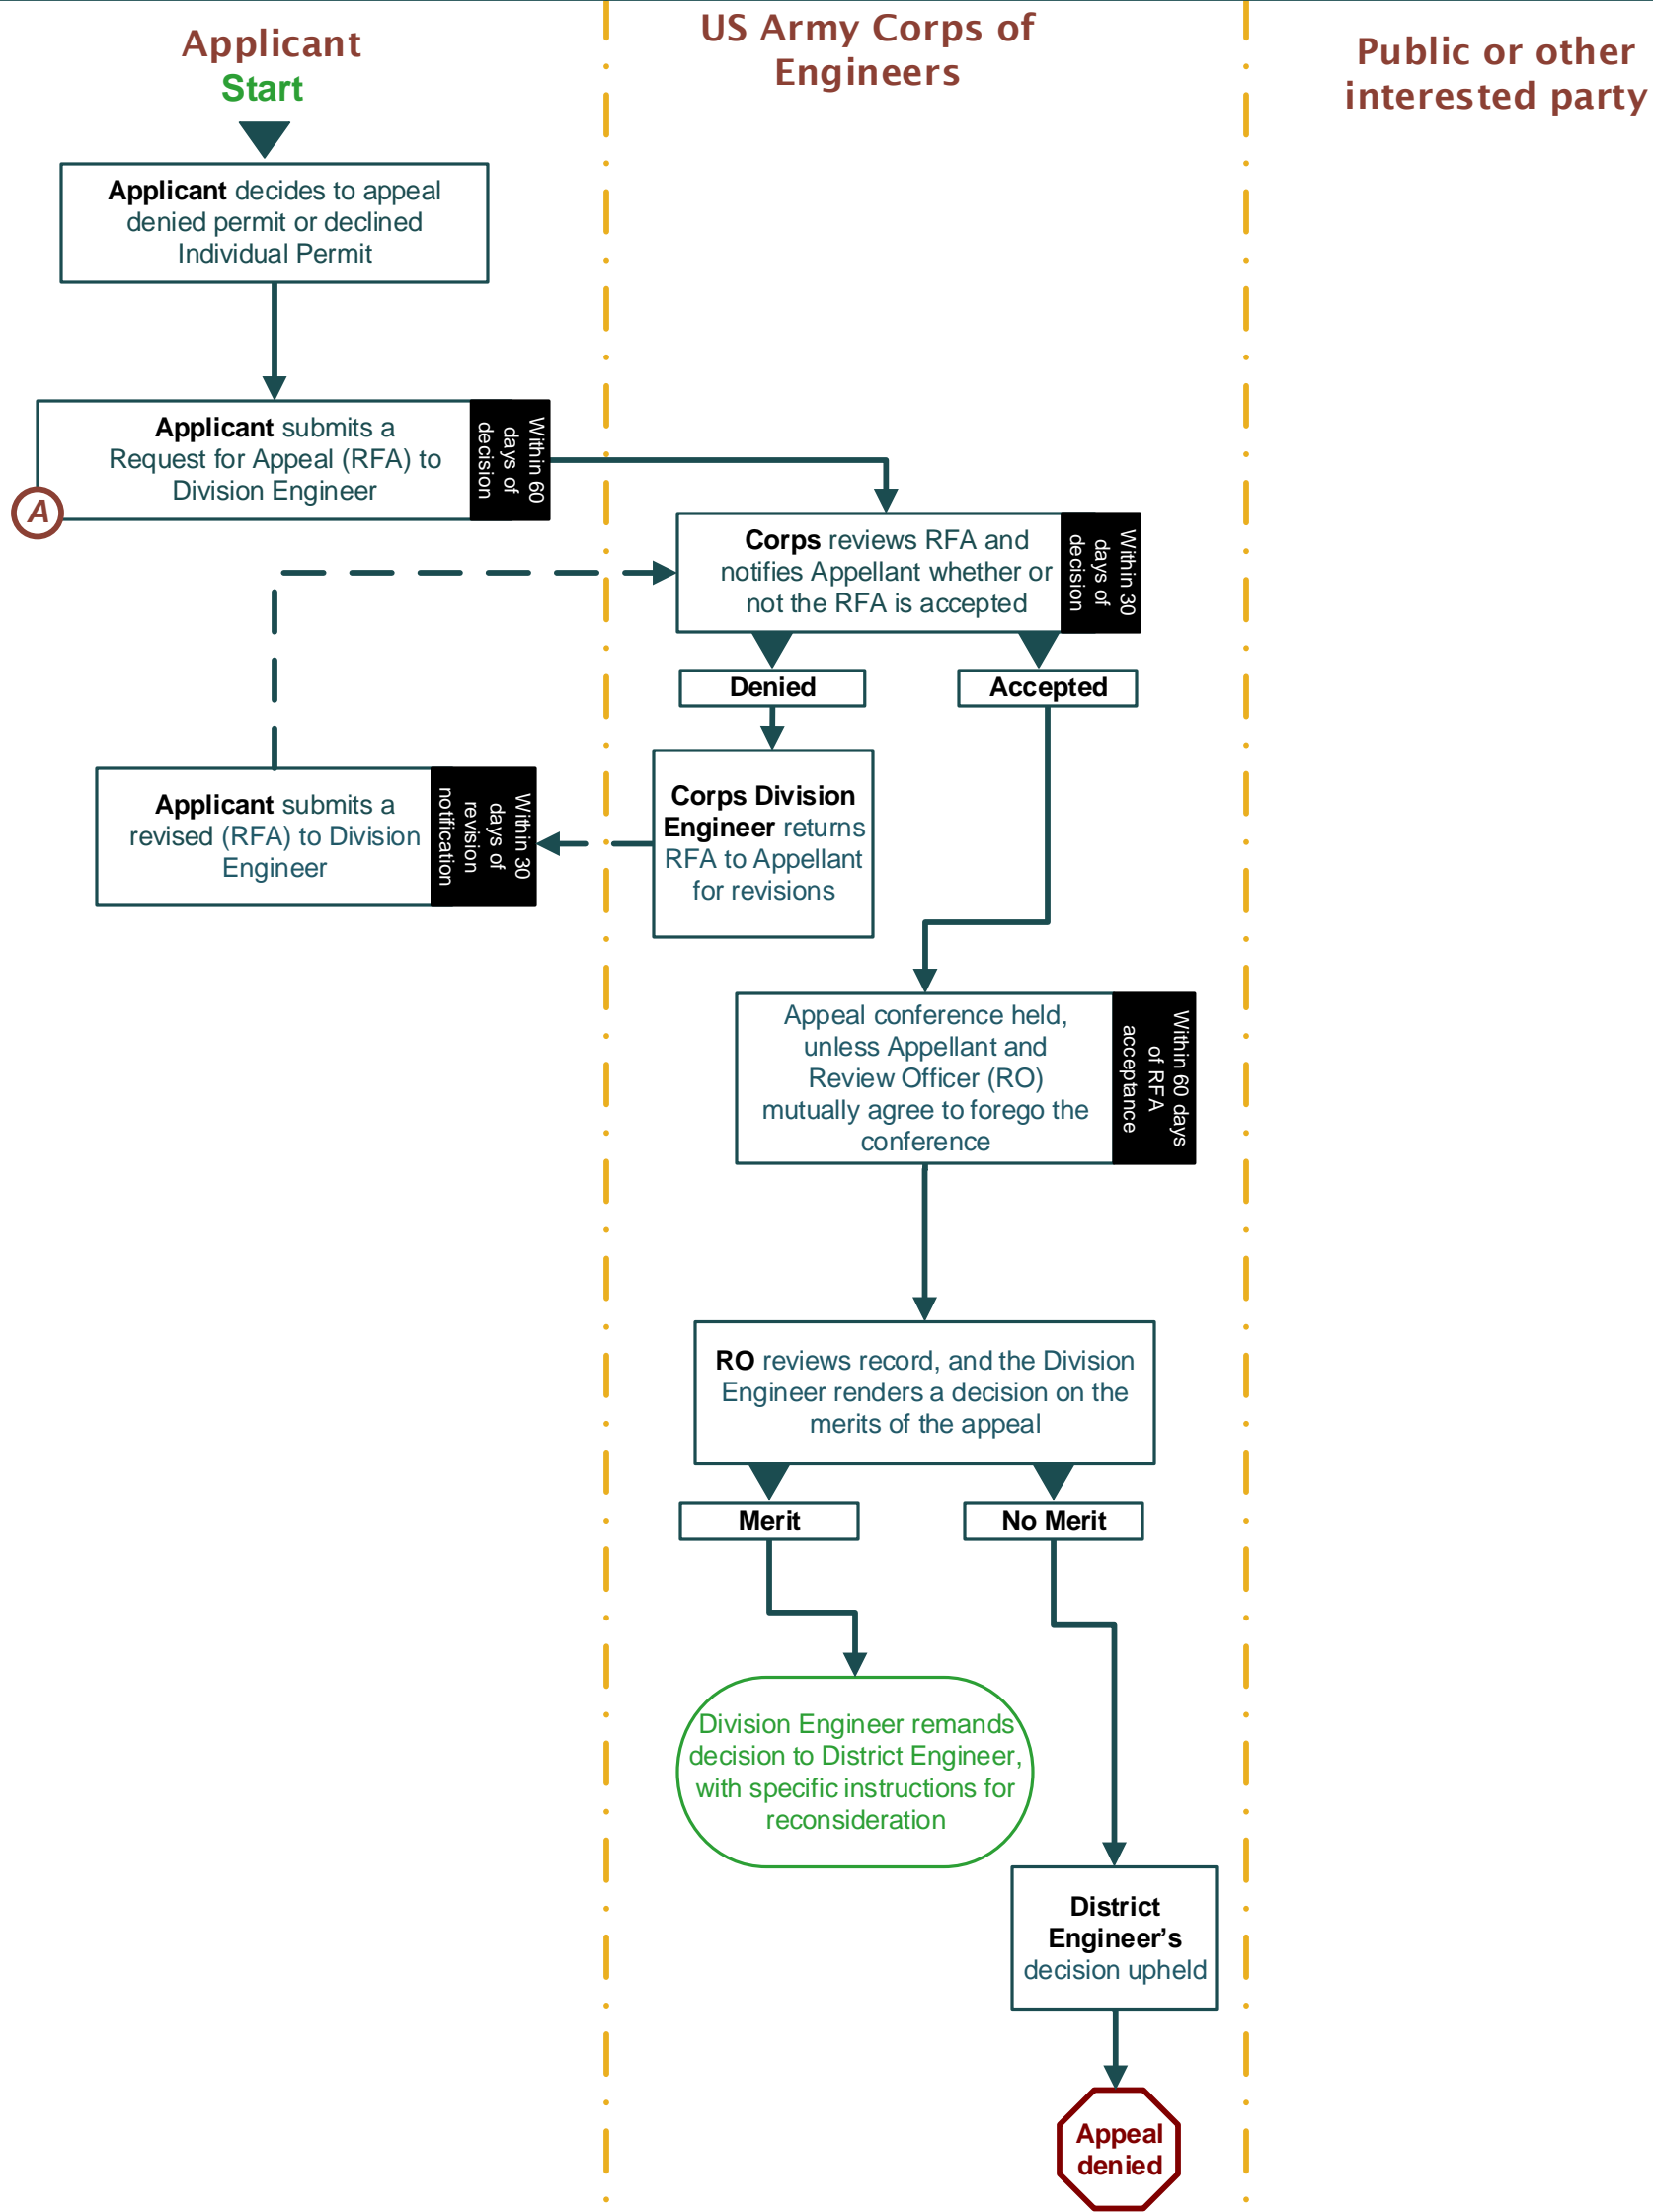 Applicant
Start
US Army Corps of
Engineers
Public or other
interested party
Applicant decides to appeal
denied permit or declined
Individual Permit
Applicant submits a
Request for Appeal (RFA) to
Division Engineer
Within 60
days of
decision
A
Corps reviews RFA and
notifies Appellant whether or
not the RFA is accepted
Within 30
days of
decision
Denied
Accepted
Applicant submits a
revised (RFA) to Division
Engineer
Within 30
days of
revision
notification
Corps Division
Engineer returns
RFA to Appellant
for revisions
Appeal conference held,
unless Appellant and
Review Officer (RO)
mutually agree to forego the
conference
Within 60 days
of RFA
acceptance
RO reviews record, and the Division
Engineer renders a decision on the
merits of the appeal
Merit
No Merit
Division Engineer remands
decision to District Engineer,
with specific instructions for
reconsideration
District
Engineer’s
decision upheld
Appeal
denied